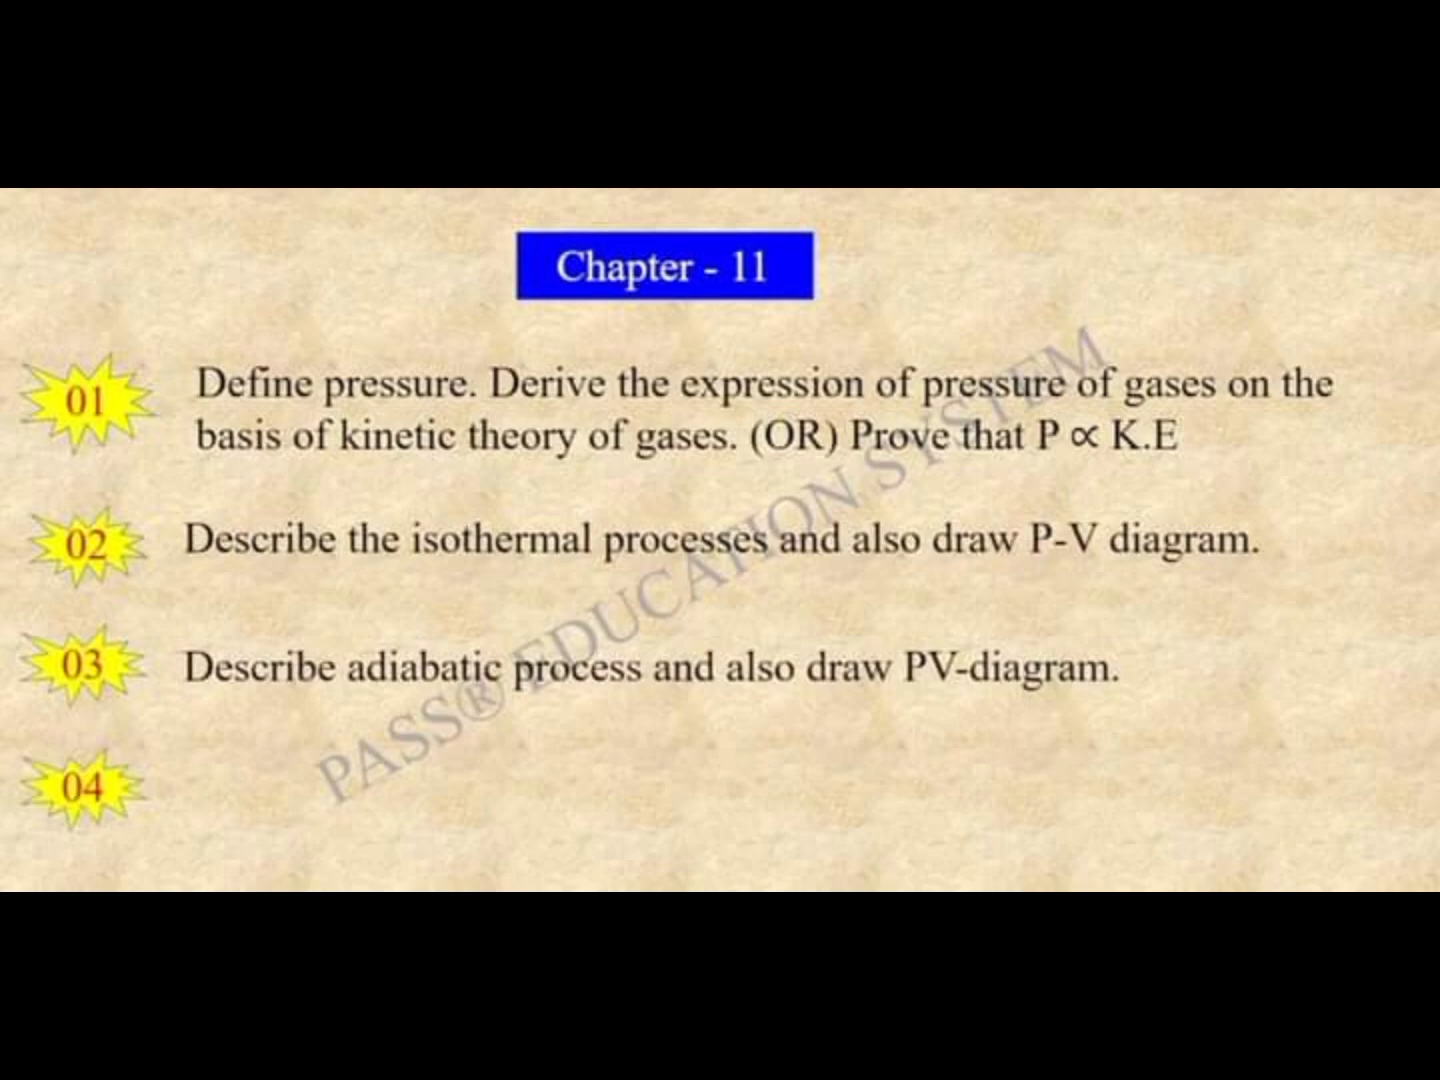 Chapter - 11
01 Define pressure. Derive the expression of pressure of gases on the
basis of kinetic theory of gases. (OR) Prove that P ∝ K.E
02 Describe the isothermal processes and also draw P-V diagram.
03 Describe adiabatic process and also draw PV-diagram.
04
PASS® EDUCATION SYSTEM